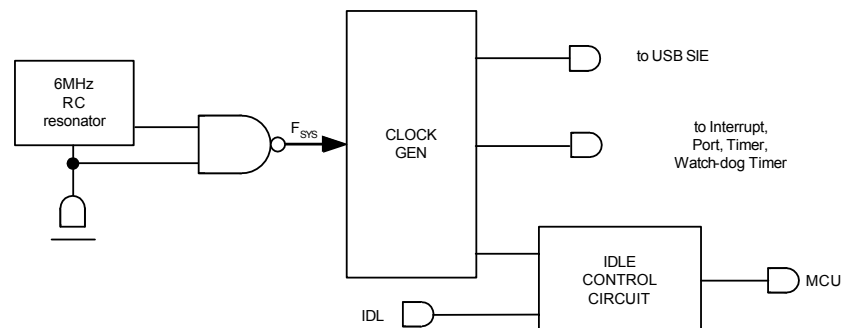 6MHz
RC
resonator
F_SYS
CLOCK
GEN
to USB SIE
to Interrupt,
Port, Timer,
Watch-dog Timer
IDLE
CONTROL
CIRCUIT
MCU
IDL